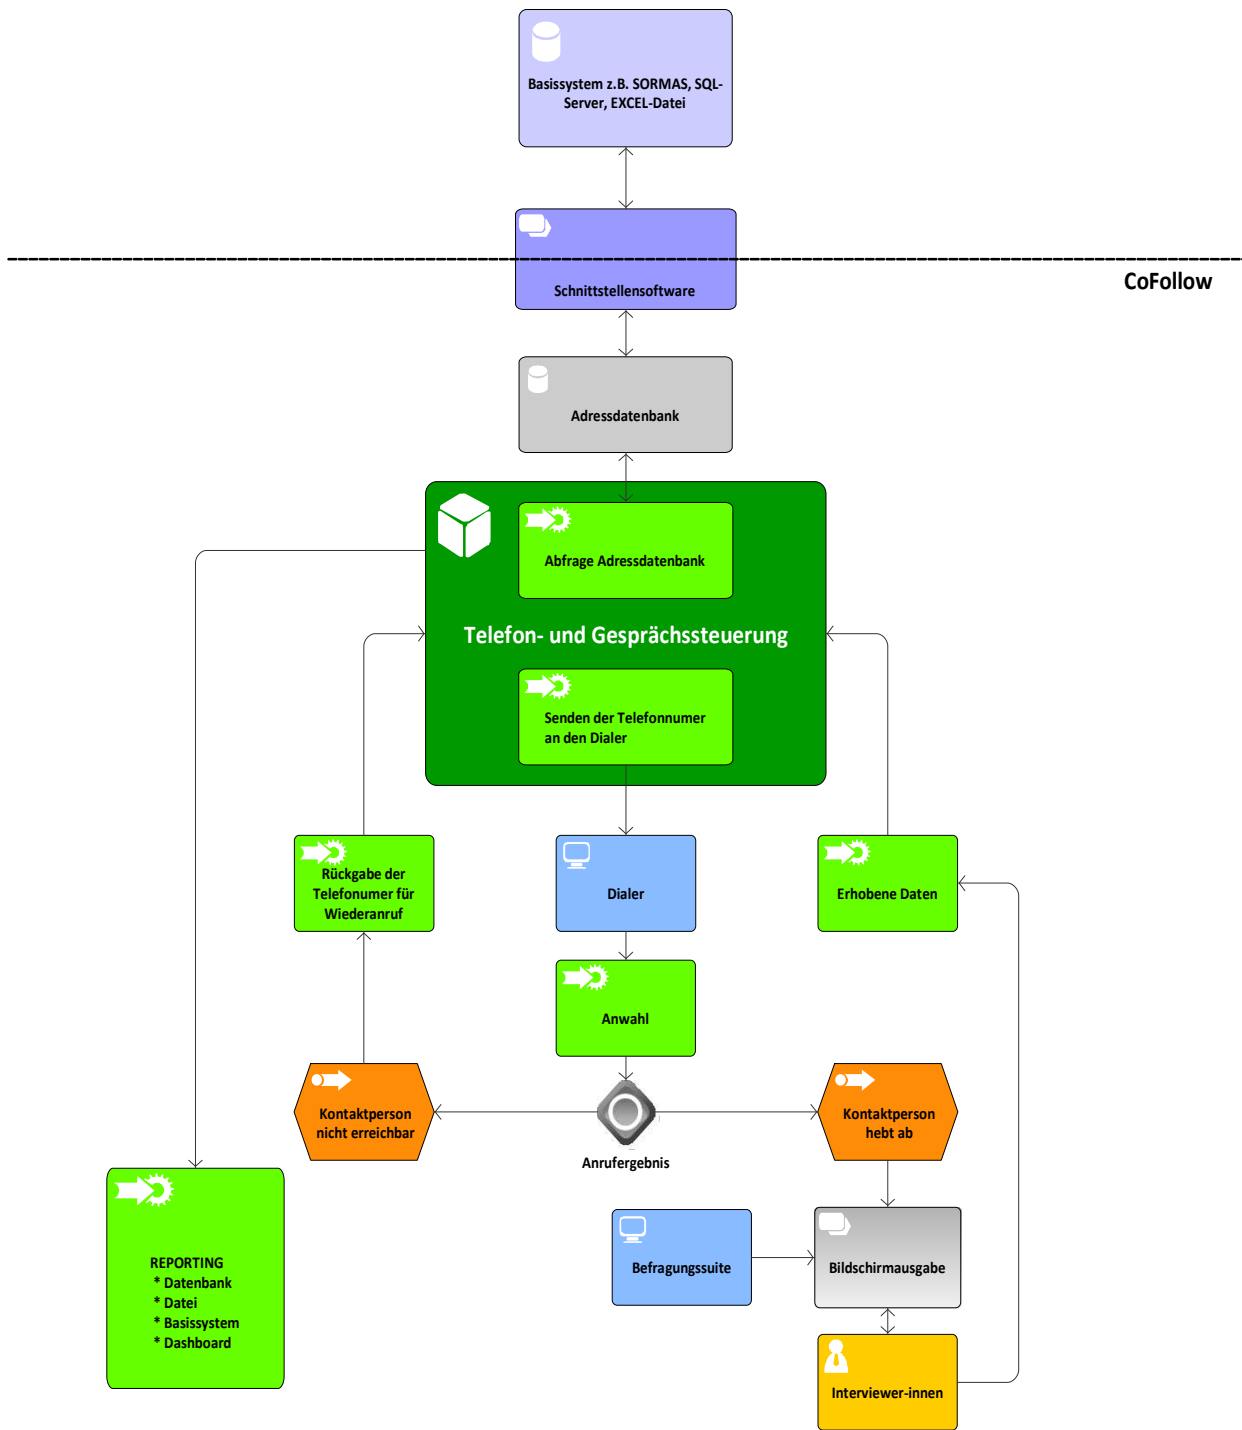 Basissystem z.B. SORMAS, SQL-
Server, EXCEL-Datei
CoFollow
Schnittstellensoftware
Adressdatenbank
Abfrage Adressdatenbank
Telefon- und Gesprächssteuerung
Senden der Telefonnumer
an den Dialer
Rückgabe der
Telefonumer für
Wiederanruf
Dialer
Erhobene Daten
Anwahl
Kontaktperson
nicht erreichbar
Kontaktperson
hebt ab
Anrufergebnis
REPORTING
* Datenbank
* Datei
* Basissystem
* Dashboard
Befragungssuite
Bildschirmausgabe
Interviewer-innen